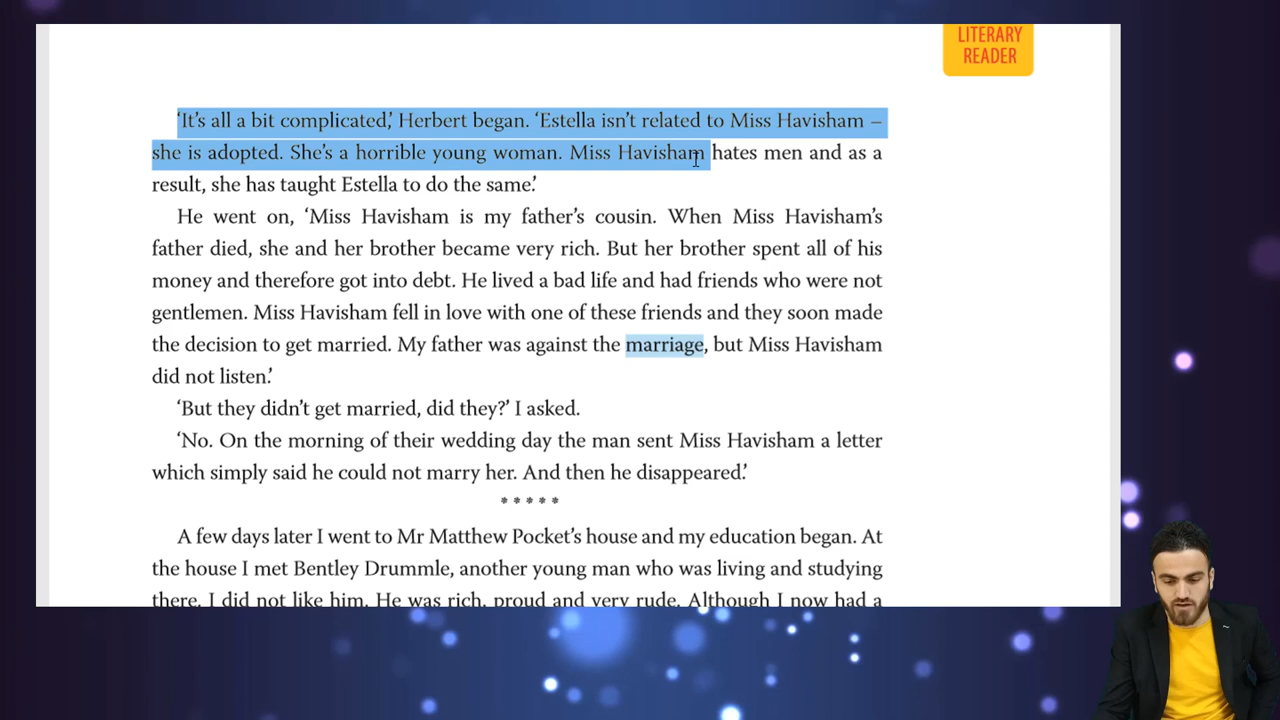 LITERARY
READER
‘It’s all a bit complicated,’ Herbert began. ‘Estella isn’t related to Miss Havisham –
she is adopted. She’s a horrible young woman. Miss Havisham hates men and as a
result, she has taught Estella to do the same.’
He went on, ‘Miss Havisham is my father’s cousin. When Miss Havisham’s
father died, she and her brother became very rich. But her brother spent all of his
money and therefore got into debt. He lived a bad life and had friends who were not
gentlemen. Miss Havisham fell in love with one of these friends and they soon made
the decision to get married. My father was against the marriage, but Miss Havisham
did not listen.’
‘But they didn’t get married, did they?’ I asked.
‘No. On the morning of their wedding day the man sent Miss Havisham a letter
which simply said he could not marry her. And then he disappeared.’
* * * * *
A few days later I went to Mr Matthew Pocket’s house and my education began. At
the house I met Bentley Drummle, another young man who was living and studying
there. I did not like him. He was rich, proud and very rude. Although I now had a